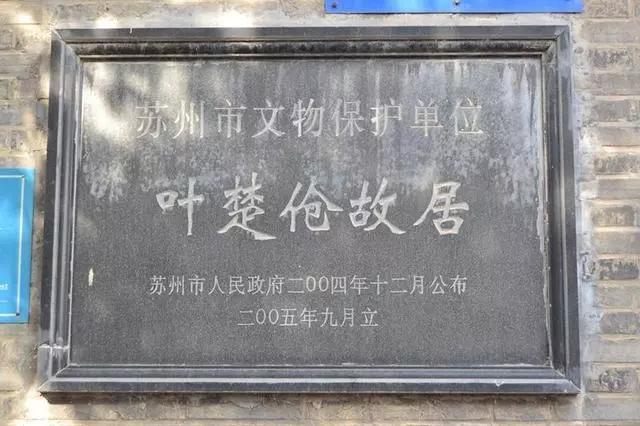 苏州市文物保护单位
叶楚伧故居
苏州市人民政府二00四年十二月公布
二00五年九月立